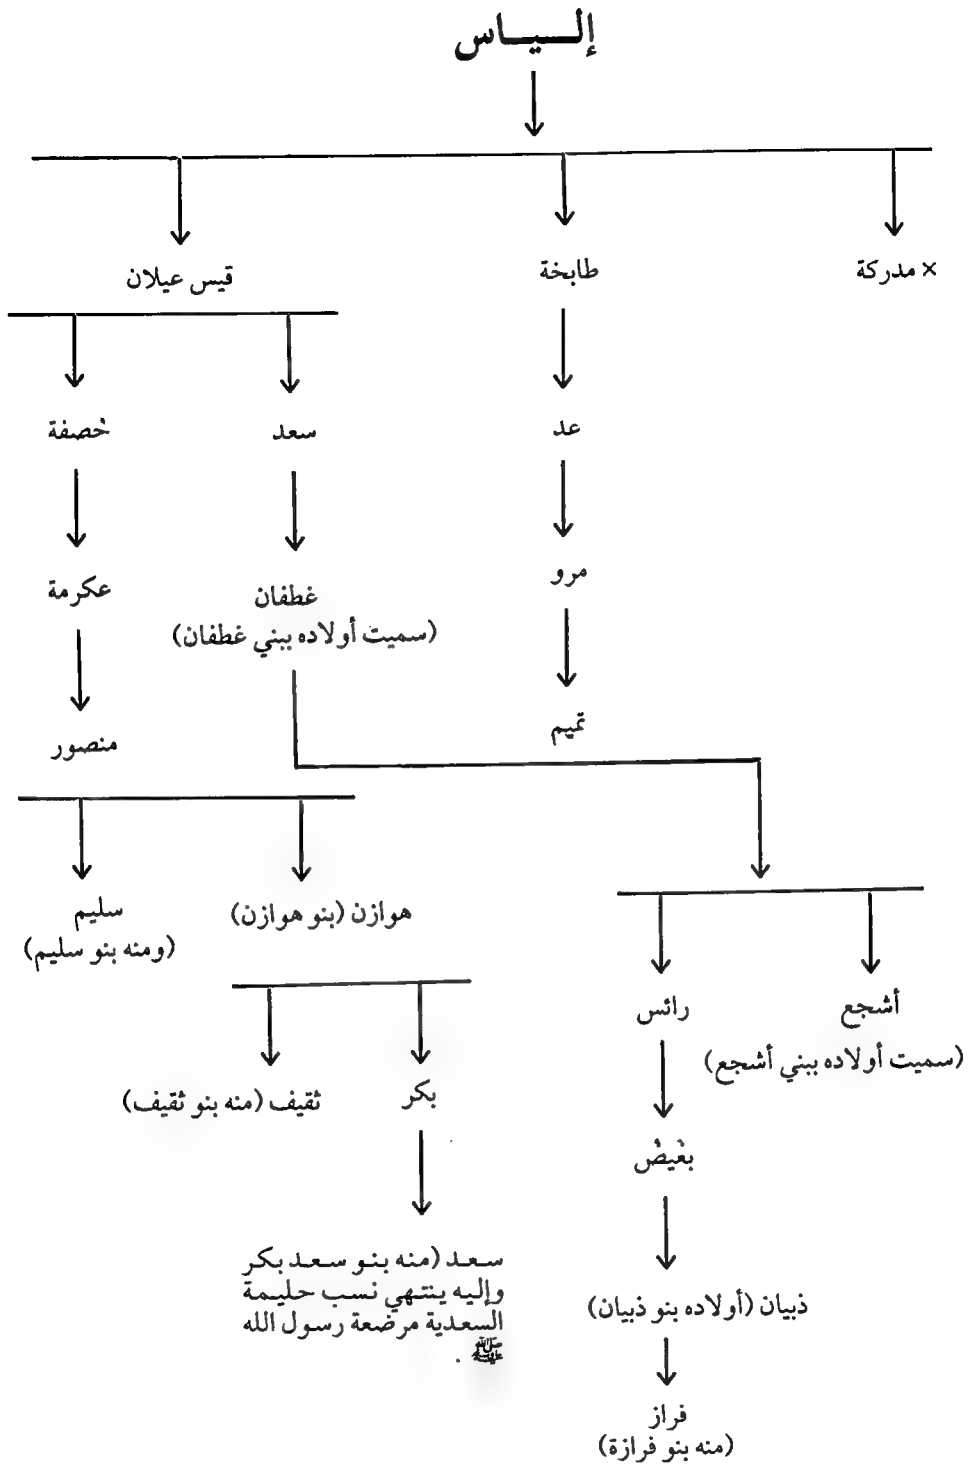 إلياس
× مدركة
طابخة
قيس عيلان
عد
سعد
خصفة
مرو
غطفان
(سميت أولاده ببني غطفان)
عكرمة
تميم
منصور
هوازن (بنو هوازن)
سليم
(ومنه بنو سليم)
أشجع
(سميت أولاده ببني أشجع)
رائس
بكر
ثقيف (منه بنو ثقيف)
بغيض
سعد (منه بنو سعد بكر
وإليه ينتهي نسب حليمة
السعدية مرضعة رسول الله
ﷺ .
ذبيان (أولاده بنو ذبيان)
فراز
(منه بنو فرازة)